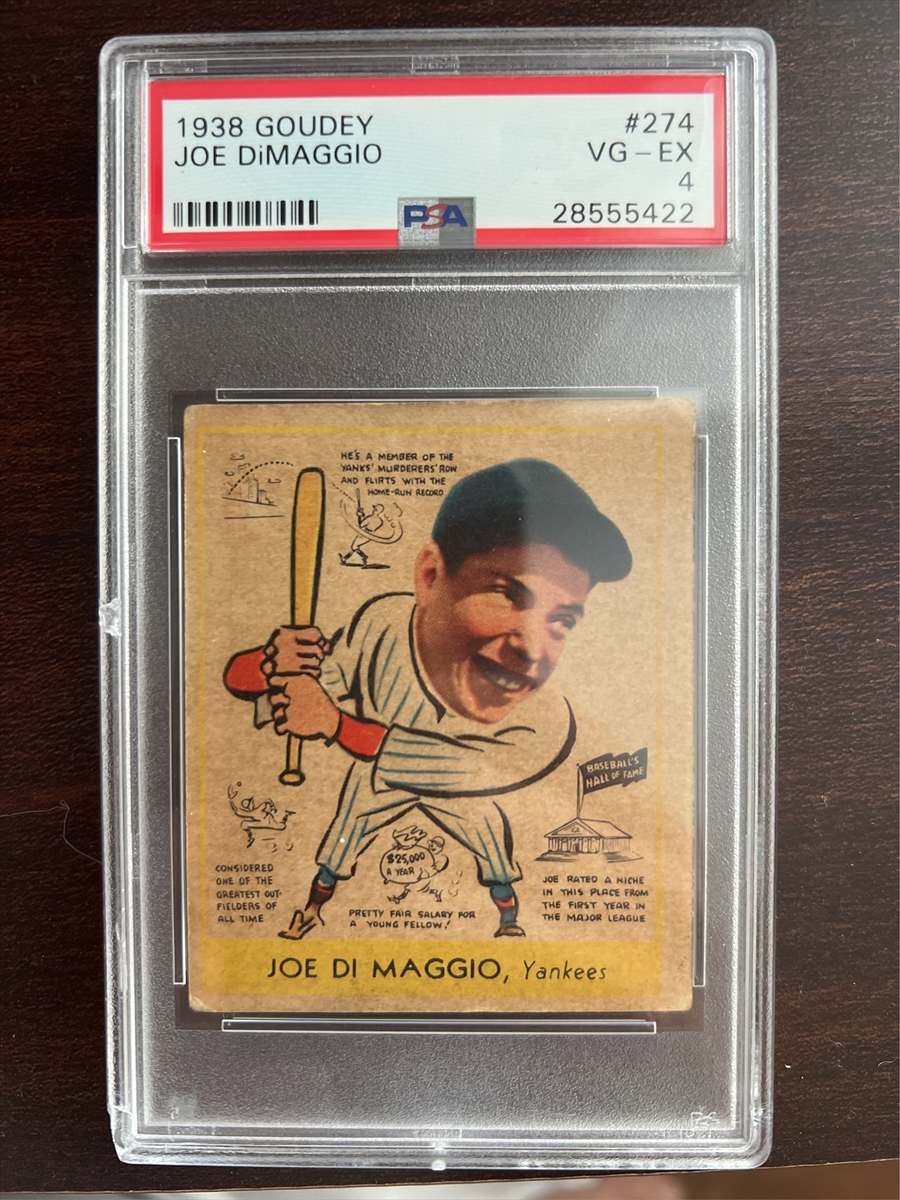 1938 GOUDEY #274
JOE DiMAGGIO VG – EX
4
PSA 28555422
HE'S A MEMBER OF THE
YANKS' MURDERERS' ROW
AND FLIRTS WITH THE
HOME-RUN RECORD
BASEBALL'S
HALL OF FAME
CONSIDERED
ONE OF THE
GREATEST OUT-
FIELDERS OF
ALL TIME
$25,000
A YEAR
PRETTY FAIR SALARY FOR
A YOUNG FELLOW!
JOE RATED A NICHE
IN THIS PLACE FROM
THE FIRST YEAR IN
THE MAJOR LEAGUE
JOE DI MAGGIO, Yankees